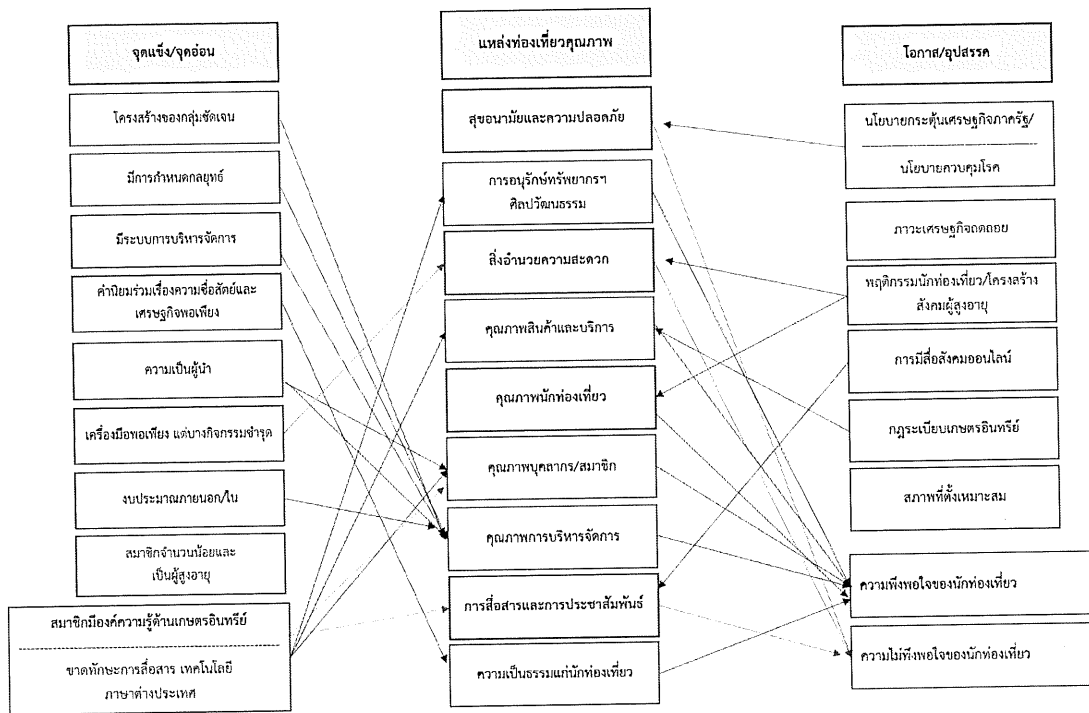 จุดแข็ง/จุดอ่อน
โครงสร้างของกลุ่มชัดเจน
มีการกำหนดกลยุทธ์
มีระบบการบริหารจัดการ
ค่านิยมร่วมเรื่องความซื่อสัตย์และ
เศรษฐกิจพอเพียง
ความเป็นผู้นำ
เครื่องมือพอเพียง แต่บางกิจกรรมชำรุด
งบประมาณภายนอก/ใน
สมาชิกจำนวนน้อยและ
เป็นผู้สูงอายุ
สมาชิกมีองค์ความรู้ด้านเกษตรอินทรีย์
ขาดทักษะการสื่อสาร เทคโนโลยี
ภาษาต่างประเทศ
แหล่งท่องเที่ยวคุณภาพ
สุขอนามัยและความปลอดภัย
การอนุรักษ์ทรัพยากรฯ
ศิลปวัฒนธรรม
สิ่งอำนวยความสะดวก
คุณภาพสินค้าและบริการ
คุณภาพนักท่องเที่ยว
คุณภาพบุคลากร/สมาชิก
คุณภาพการบริหารจัดการ
การสื่อสารและการประชาสัมพันธ์
ความเป็นธรรมแก่นักท่องเที่ยว
โอกาส/อุปสรรค
นโยบายกระตุ้นเศรษฐกิจภาครัฐ/
นโยบายควบคุมโรค
ภาวะเศรษฐกิจถดถอย
พฤติกรรมนักท่องเที่ยว/โครงสร้าง
สังคมผู้สูงอายุ
การมีสื่อสังคมออนไลน์
กฎระเบียบเกษตรอินทรีย์
สภาพที่ตั้งเหมาะสม
ความพึงพอใจของนักท่องเที่ยว
ความไม่พึงพอใจของนักท่องเที่ยว